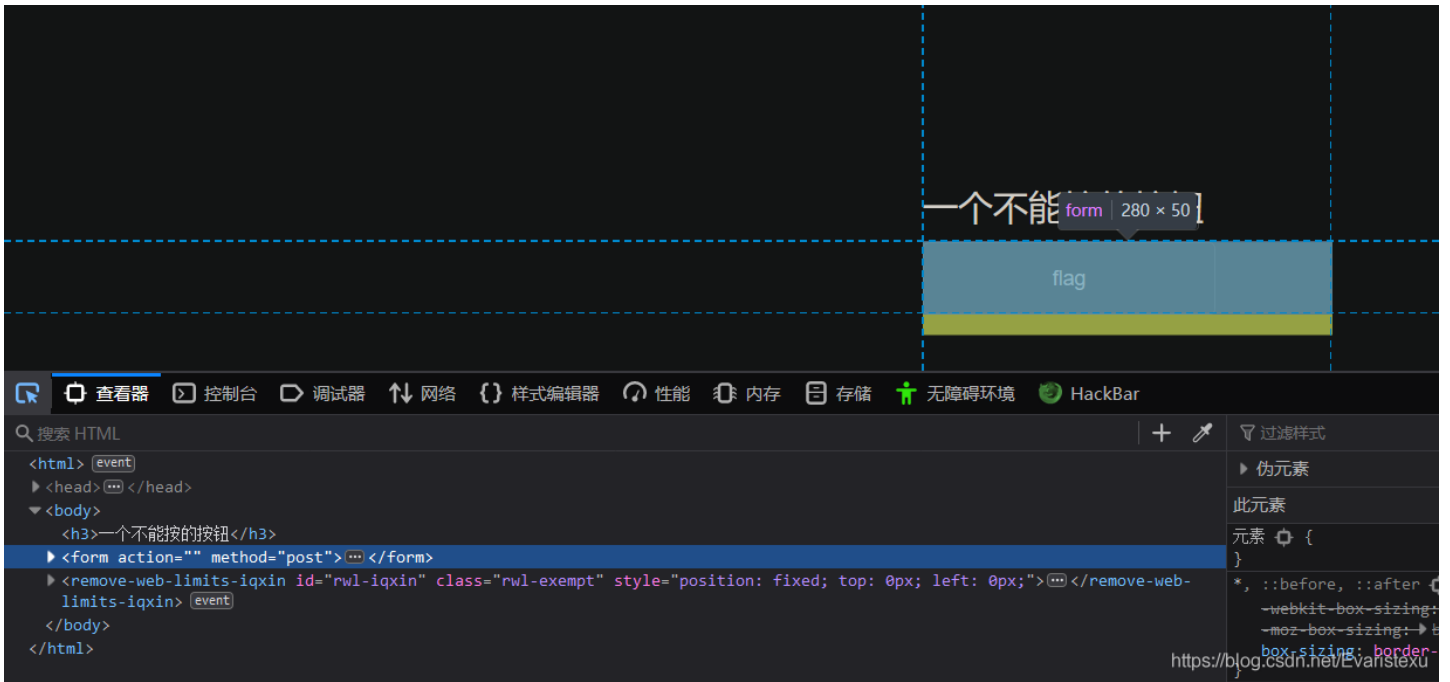 一个不能
form 280 × 50
flag
查看器 控制台 调试器 网络 {} 样式编辑器 性能 内存 存储 无障碍环境 HackBar
搜索 HTML
过滤样式
<html> event
<head> ··· </head>
<body>
<h3>一个不能按的按钮</h3>
<form action="" method="post"> ··· </form>
<remove-web-limits-iqxin id="rwl-iqxin" class="rwl-exempt" style="position: fixed; top: 0px; left: 0px;"> ··· </remove-web-
limits-iqxin> event
</body>
</html>
伪元素
此元素
元素 {
}
*, ::before, ::after
-webkit-box-sizing:
-moz-box-sizing:
box-sizing: border-
}
https://blog.csdn.net/Evaristexu